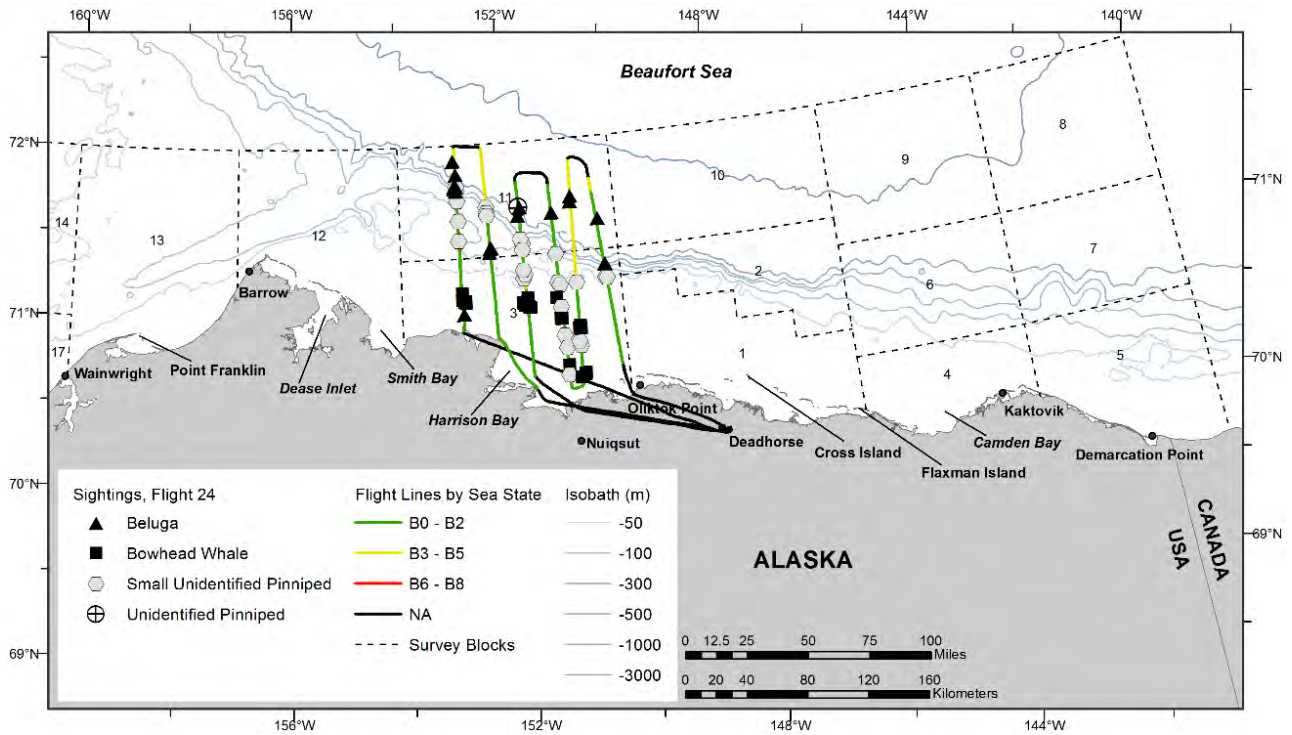 160°W 156°W 152°W 148°W 144°W 140°W
Beaufort Sea
72°N
71°N
8
9
10
11
14
13
12
7
2
6
Barrow
71°N
3
70°N
17
Wainwright
Point Franklin
Dease Inlet
Smith Bay
Harrison Bay
1
5
4
Oliktok Point
Kaktovik
Nuiqsut
Deadhorse
Cross Island
Camden Bay
Flaxman Island
Demarcation Point
70°N
69°N
CANADA
USA
ALASKA
Sightings, Flight 24
Beluga
Bowhead Whale
Small Unidentified Pinniped
Unidentified Pinniped
Flight Lines by Sea State
B0 - B2
B3 - B5
B6 - B8
NA
Survey Blocks
Isobath (m)
-50
-100
-300
-500
-1000
-3000
0 12.5 25 50 75 100
Miles
0 20 40 80 120 160
Kilometers
69°N
156°W 152°W 148°W 144°W